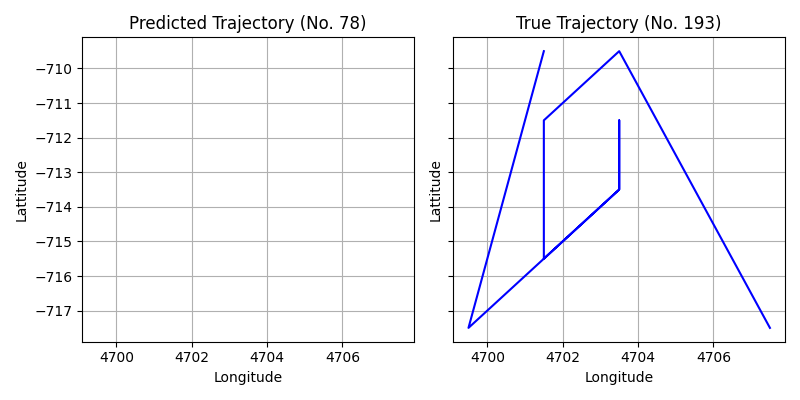 Predicted Trajectory (No. 78)
−710
−711
−712
−713
−714
−715
−716
−717
Lattitude
4700 4702 4704 4706
Longitude
True Trajectory (No. 193)
Lattitude
4700 4702 4704 4706
Longitude